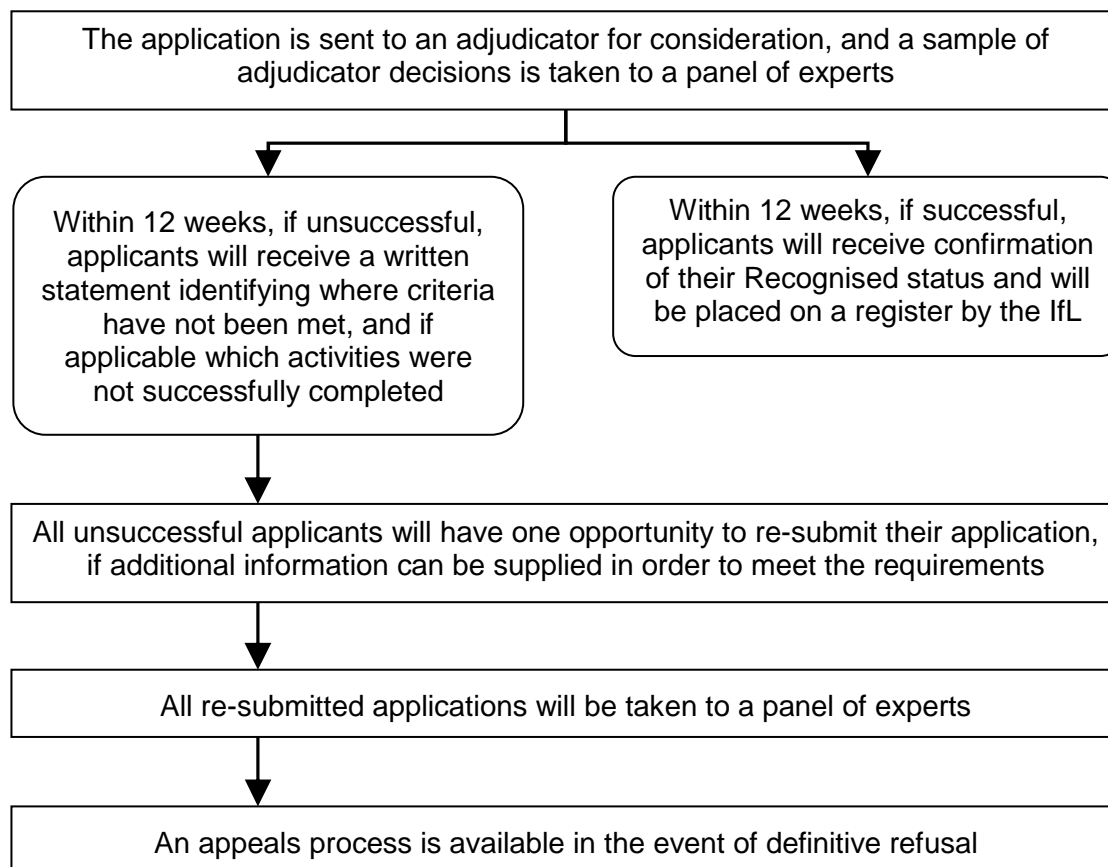 The application is sent to an adjudicator for consideration, and a sample of
adjudicator decisions is taken to a panel of experts
Within 12 weeks, if unsuccessful,
applicants will receive a written
statement identifying where criteria
have not been met, and if
applicable which activities were
not successfully completed
Within 12 weeks, if successful,
applicants will receive confirmation
of their Recognised status and will
be placed on a register by the IfL
All unsuccessful applicants will have one opportunity to re-submit their application,
if additional information can be supplied in order to meet the requirements
All re-submitted applications will be taken to a panel of experts
An appeals process is available in the event of definitive refusal